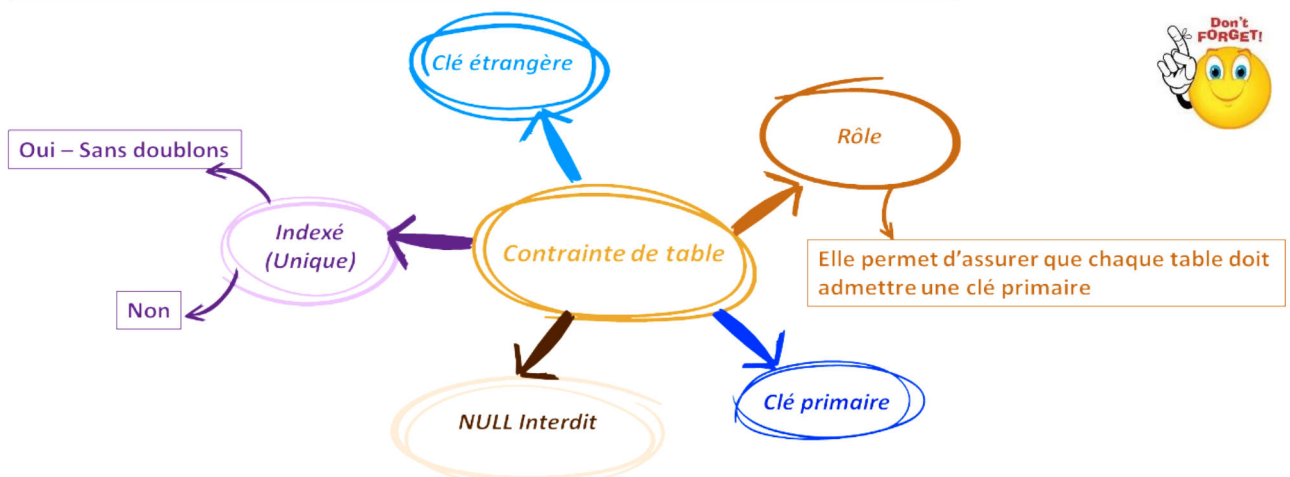 Don't
FORGET!
Clé étrangère
Rôle
Oui – Sans doublons
Indexé
(Unique)
Contrainte de table
Elle permet d'assurer que chaque table doit
admettre une clé primaire
Non
Clé primaire
NULL Interdit